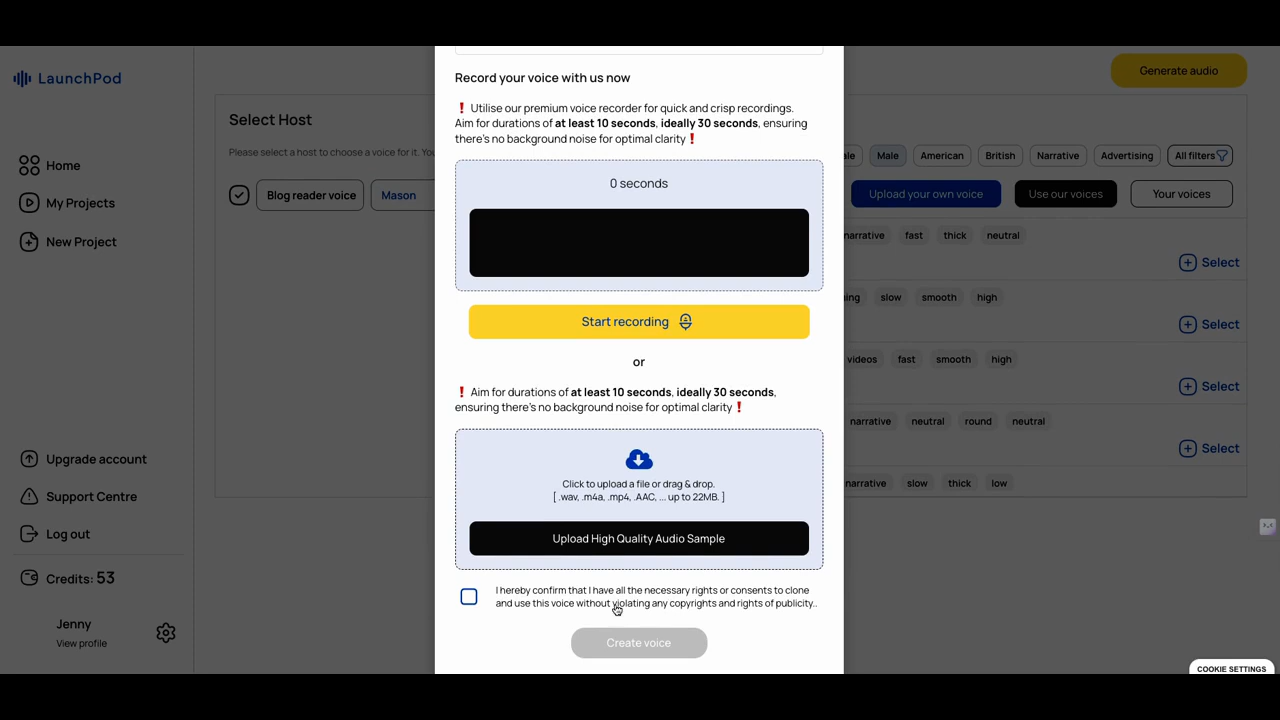 LaunchPod
Home
My Projects
New Project
Upgrade account
Support Centre
Log out
Credits: 53
Jenny
View profile
Select Host
Please select a host to choose a voice for it. You
Blog reader voice
Mason
Record your voice with us now
❗ Utilise our premium voice recorder for quick and crisp recordings.
Aim for durations of at least 10 seconds, ideally 30 seconds, ensuring
there's no background noise for optimal clarity❗
0 seconds
Start recording
or
❗ Aim for durations of at least 10 seconds, ideally 30 seconds,
ensuring there's no background noise for optimal clarity❗
Click to upload a file or drag & drop.
[ .wav, .m4a, .mp4, .AAC, ... up to 22MB. ]
Upload High Quality Audio Sample
I hereby confirm that I have all the necessary rights or consents to clone
and use this voice without violating any copyrights and rights of publicity..
Create voice
Generate audio
Male American British Narrative Advertising All filters
Upload your own voice Use our voices Your voices
narrative fast thick neutral
Select
slow smooth high
Select
videos fast smooth high
Select
narrative neutral round neutral
Select
narrative slow thick low
COOKIE SETTINGS